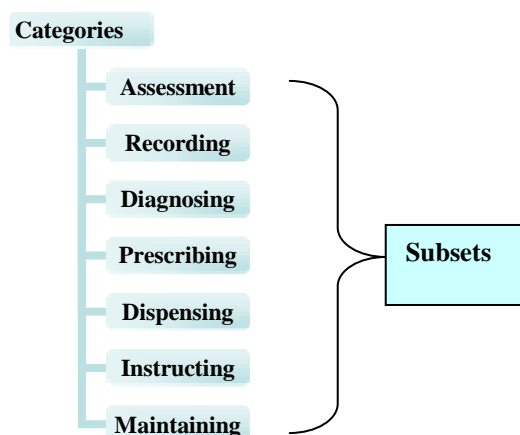 Categories
Assessment
Recording
Diagnosing
Prescribing
Dispensing
Instructing
Maintaining
Subsets